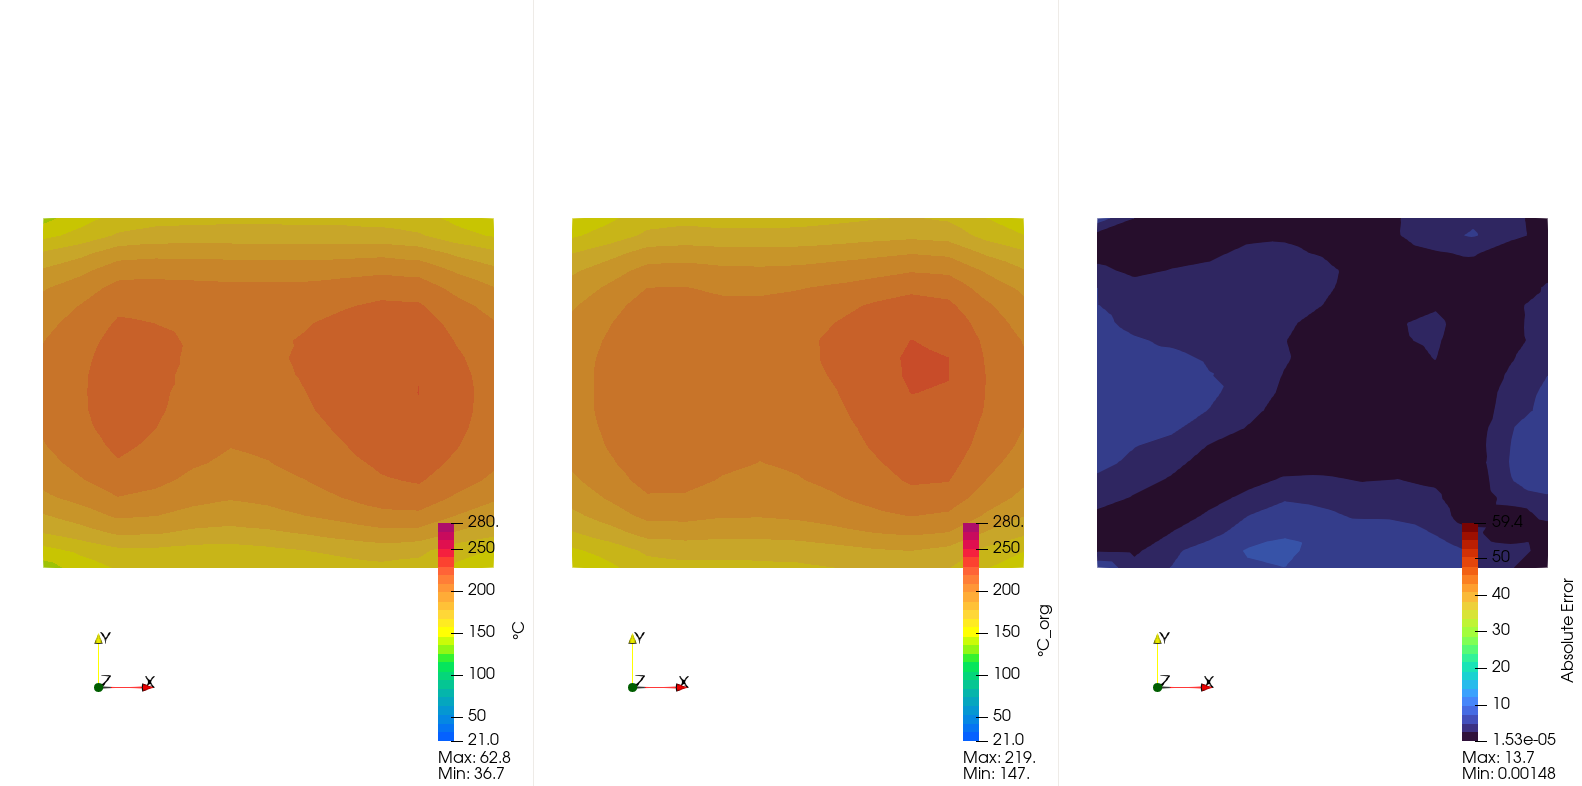 280.
250
200
150
100
50
21.0
°C
Max: 62.8
Min: 36.7
Y
Z
X
280.
250
200
150
100
50
21.0
°C_org
Max: 219.
Min: 147.
Y
Z
X
59.4
50
40
30
20
10
1.53e-05
Absolute Error
Max: 13.7
Min: 0.00148
Y
Z
X